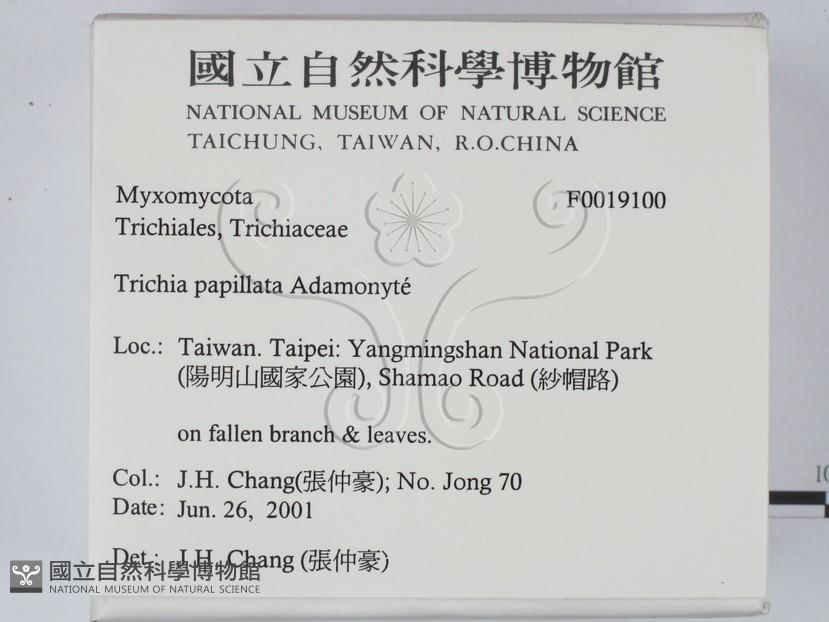 國立自然科學博物館
NATIONAL MUSEUM OF NATURAL SCIENCE
TAICHUNG, TAIWAN, R.O.CHINA
Myxomycota F0019100
Trichiales, Trichiaceae
Trichia papillata Adamonyté
Loc.: Taiwan. Taipei: Yangmingshan National Park
(陽明山國家公園), Shamao Road (紗帽路)
on fallen branch & leaves.
Col.: J.H. Chang(張仲豪); No. Jong 70
Date: Jun. 26, 2001
Det.: J.H. Chang (張仲豪)
國立自然科學博物館
NATIONAL MUSEUM OF NATURAL SCIENCE